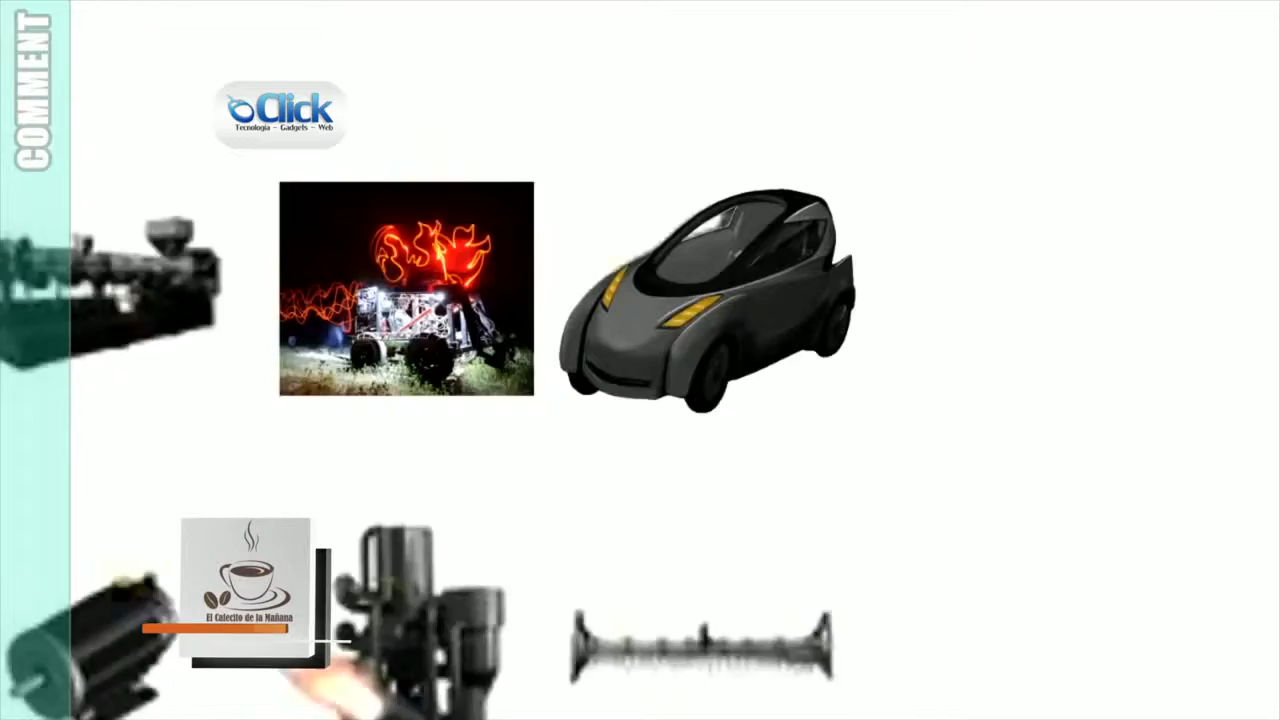 COMMENT
Click
Tecnología - Gadgets - Web
El Cafecito de la Mañana